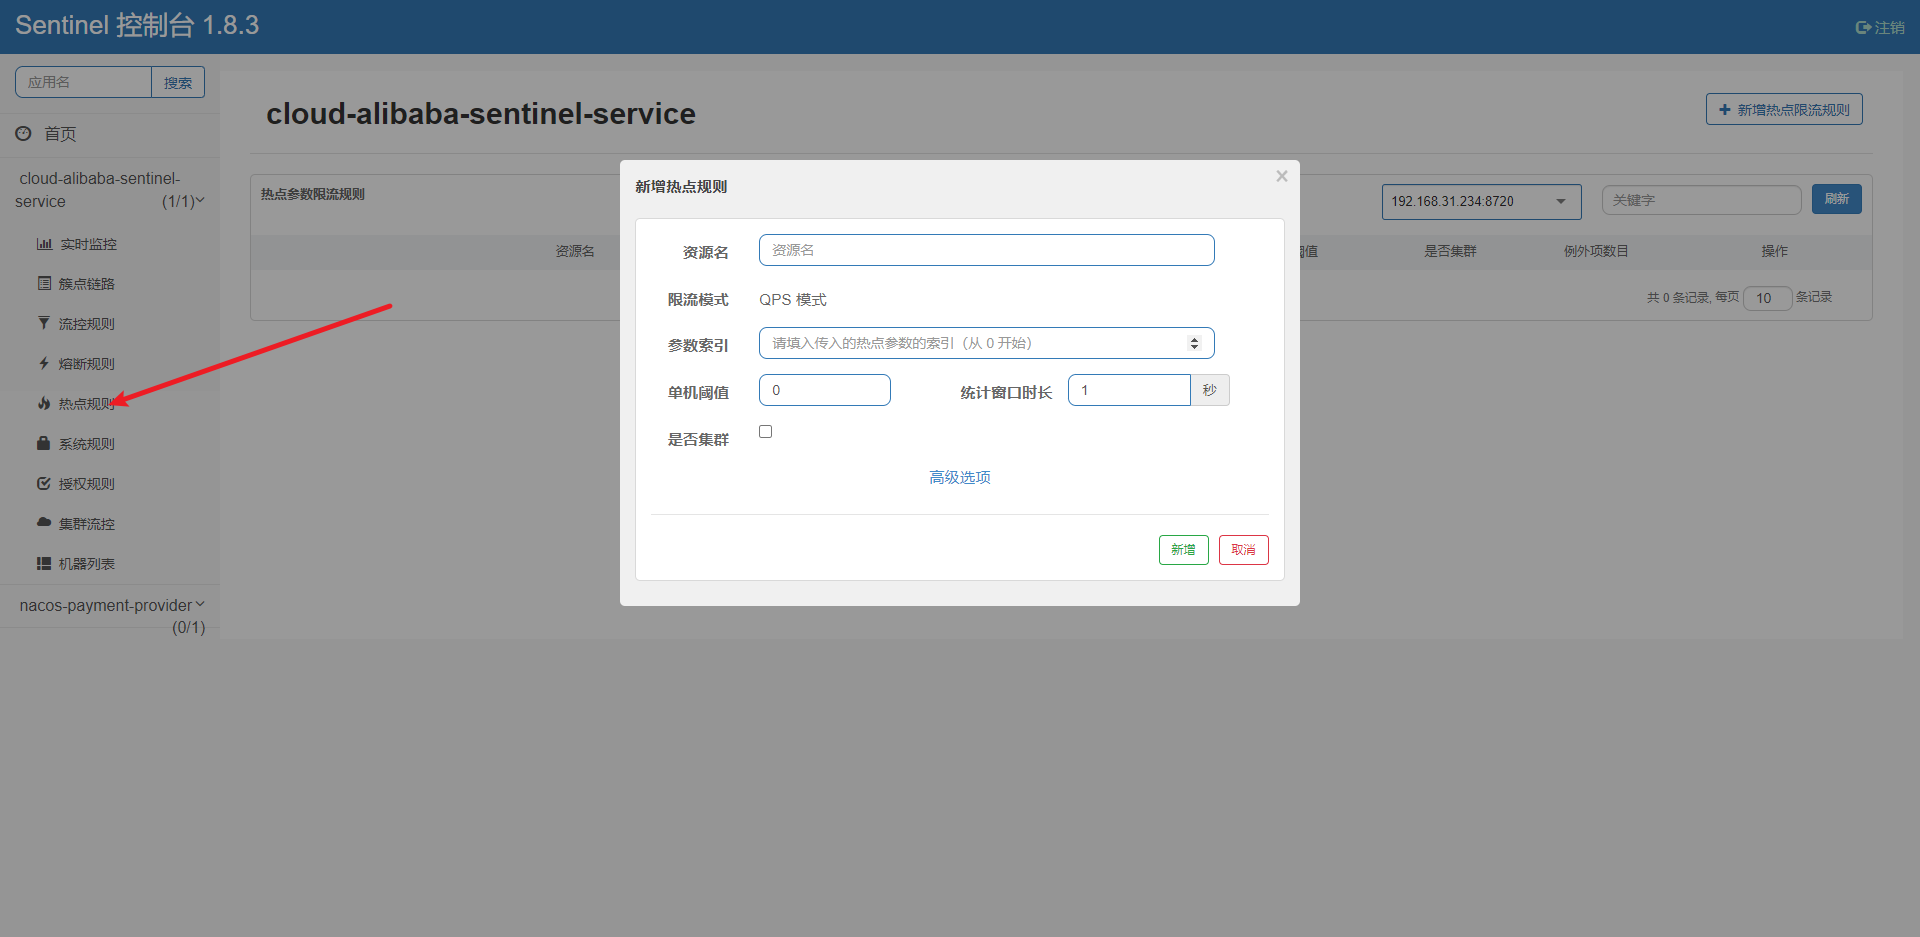 Sentinel 控制台 1.8.3
注销
应用名
搜索
首页
cloud-alibaba-sentinel-
service (1/1)
实时监控
簇点链路
流控规则
熔断规则
热点规则
系统规则
授权规则
集群流控
机器列表
nacos-payment-provider
(0/1)
cloud-alibaba-sentinel-service
新增热点限流规则
热点参数限流规则
192.168.31.234:8720
关键字
刷新
资源名
值
是否集群
例外项数目
操作
共 0 条记录, 每页 10 条记录
新增热点规则
×
资源名
资源名
限流模式
QPS 模式
参数索引
请填入传入的热点参数的索引（从 0 开始）
单机阈值
0
统计窗口时长
1
秒
是否集群
高级选项
新增
取消